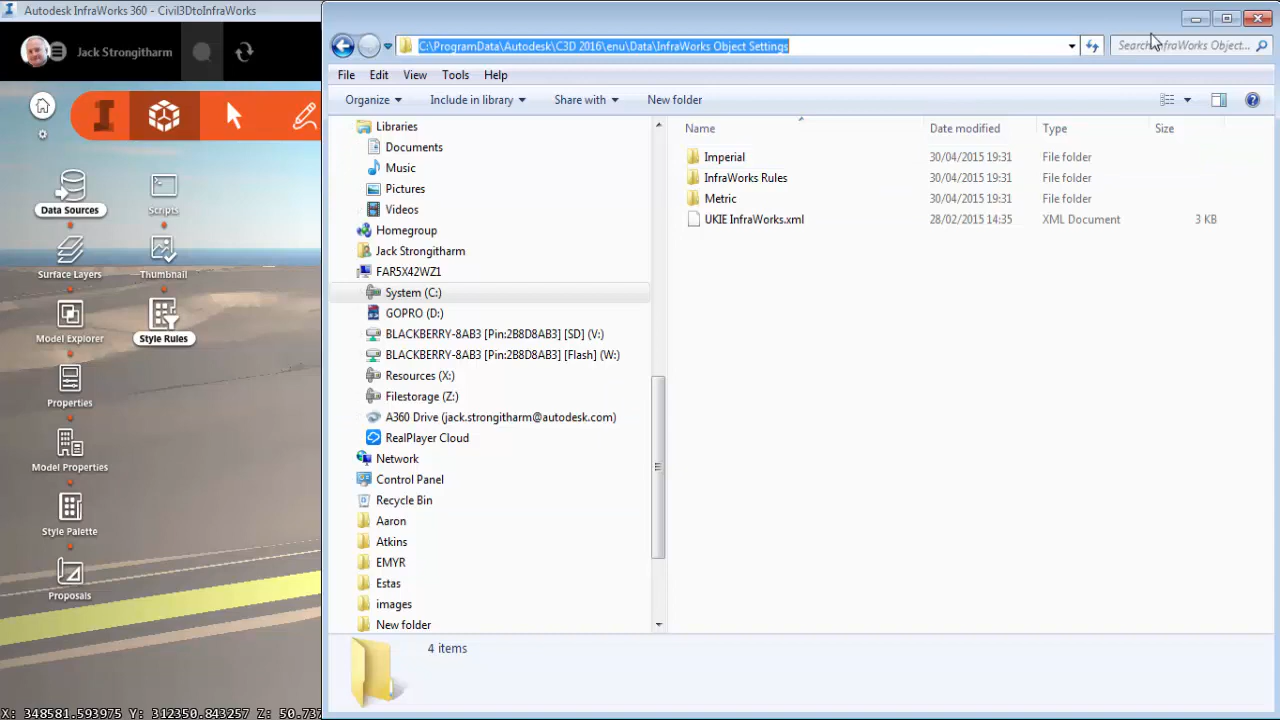 Autodesk InfraWorks 360 - Civil3DtoInfraWorks
Jack Strongitharm
Data Sources
Scripts
Surface Layers
Thumbnail
Model Explorer
Style Rules
Properties
Model Properties
Style Palette
Proposals
X: 348581.593975 Y: 312350.843257 Z: 50.737
C:\ProgramData\Autodesk\C3D 2016\enu\Data\InfraWorks Object Settings
Search InfraWorks Object...
File Edit View Tools Help
Organize Include in library Share with New folder
Libraries
Documents
Music
Pictures
Videos
Homegroup
Jack Strongitharm
FAR5X42WZ1
System (C:)
GOPRO (D:)
BLACKBERRY-8AB3 [Pin:2B8D8AB3] [SD] (V:)
BLACKBERRY-8AB3 [Pin:2B8D8AB3] [Flash] (W:)
Resources (X:)
Filestorage (Z:)
A360 Drive (jack.strongitharm@autodesk.com)
RealPlayer Cloud
Network
Control Panel
Recycle Bin
Aaron
Atkins
EMYR
Estas
images
New folder
Name Date modified Type Size
Imperial 30/04/2015 19:31 File folder
InfraWorks Rules 30/04/2015 19:31 File folder
Metric 30/04/2015 19:31 File folder
UKIE InfraWorks.xml 28/02/2015 14:35 XML Document 3 KB
4 items